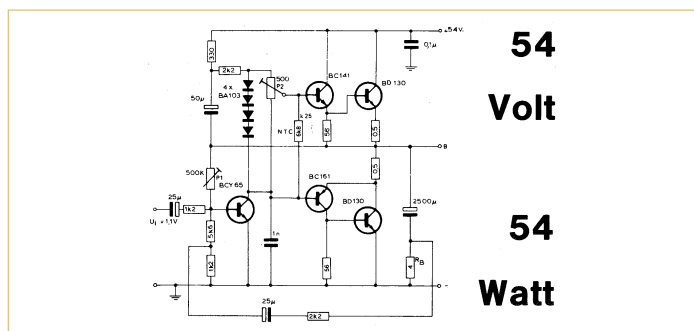 +54V.
54
Volt
330
0,1μ
2k2
500
P2
BC141
BD130
4x
BA103
50μ
k25
NTC
6k8
56
0,5
B
500K
P1
0,5
BCY65
BC161
25μ
1k2
BD130
2500μ
Ui +1,1V
5k6
1n
54
1k2
56
4
RB
Watt
-
25μ
2k2